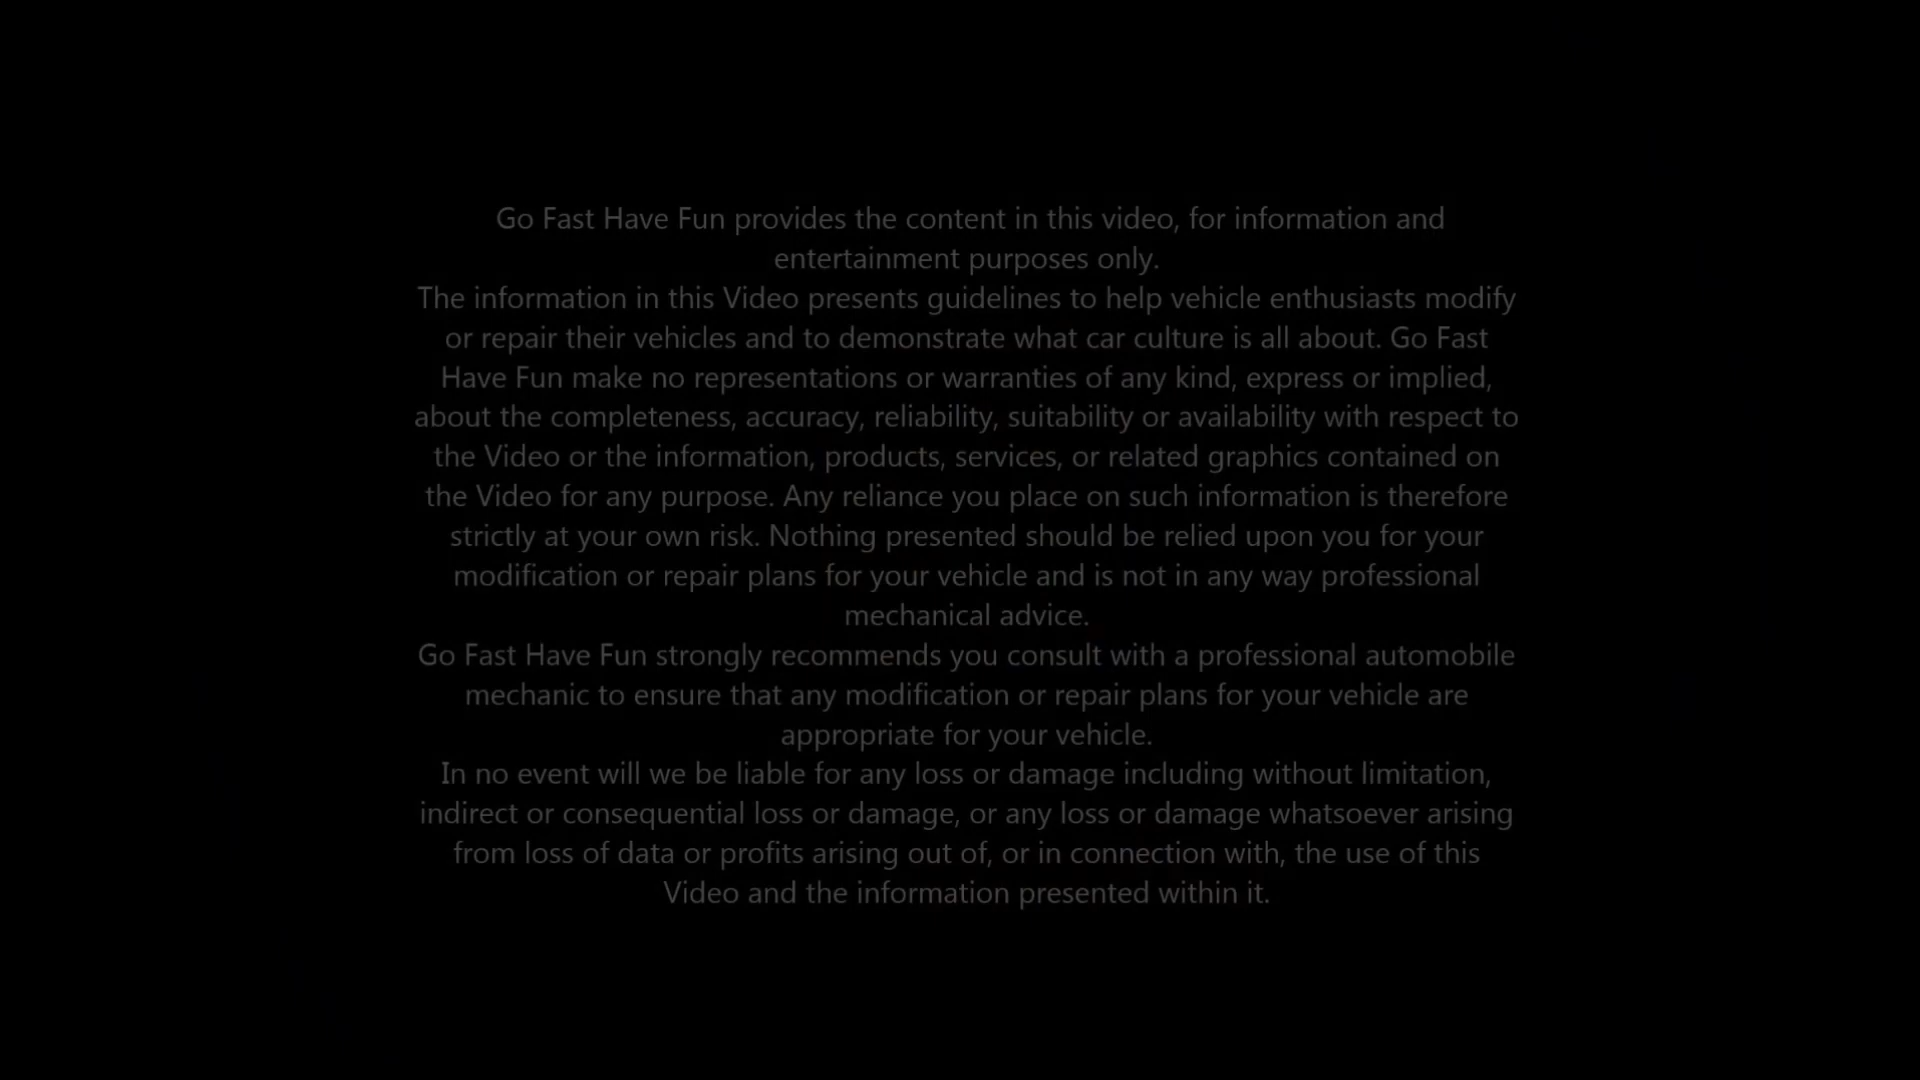 Go Fast Have Fun provides the content in this video, for information and
entertainment purposes only.
The information in this Video presents guidelines to help vehicle enthusiasts modify
or repair their vehicles and to demonstrate what car culture is all about. Go Fast
Have Fun make no representations or warranties of any kind, express or implied,
about the completeness, accuracy, reliability, suitability or availability with respect to
the Video or the information, products, services, or related graphics contained on
the Video for any purpose. Any reliance you place on such information is therefore
strictly at your own risk. Nothing presented should be relied upon you for your
modification or repair plans for your vehicle and is not in any way professional
mechanical advice.
Go Fast Have Fun strongly recommends you consult with a professional automobile
mechanic to ensure that any modification or repair plans for your vehicle are
appropriate for your vehicle.
In no event will we be liable for any loss or damage including without limitation,
indirect or consequential loss or damage, or any loss or damage whatsoever arising
from loss of data or profits arising out of, or in connection with, the use of this
Video and the information presented within it.